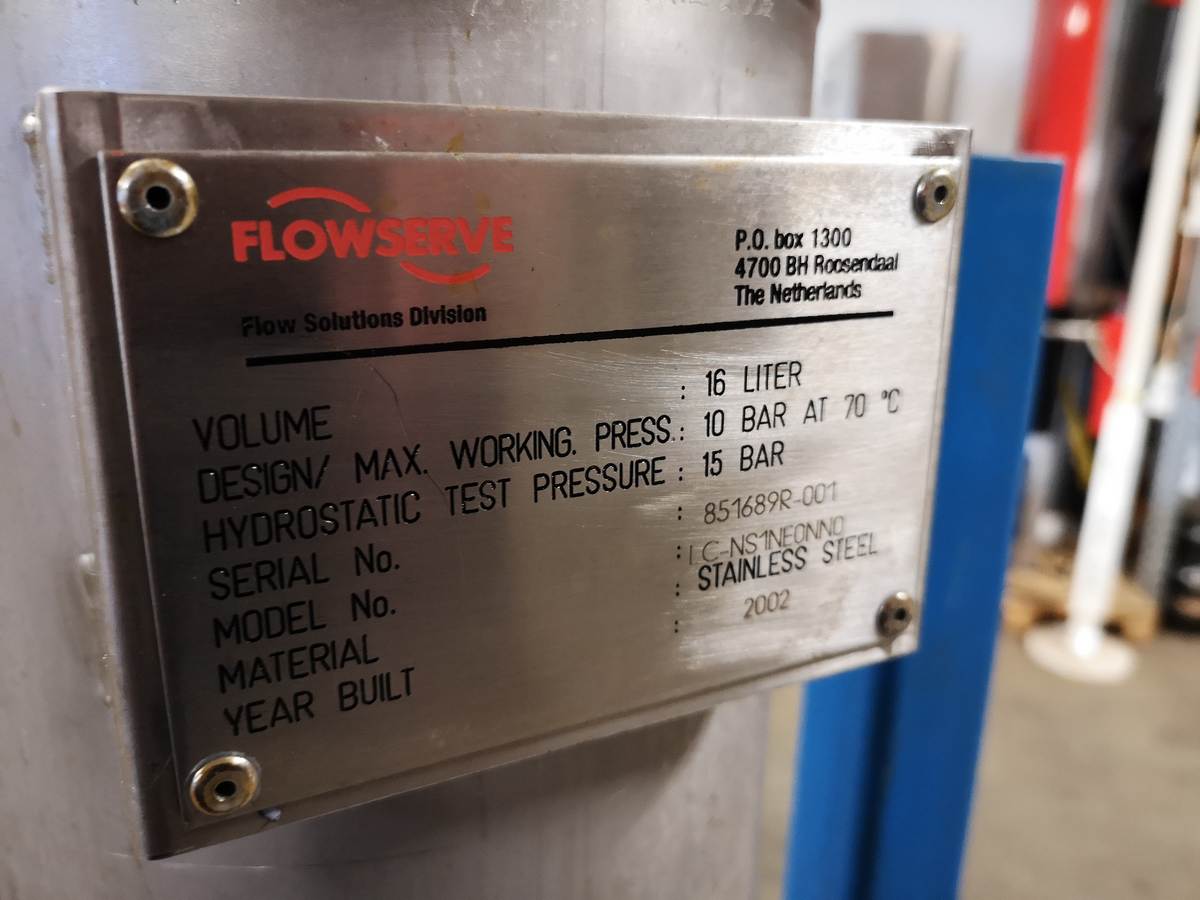 FLOWSERVE
Flow Solutions Division
P.O. box 1300
4700 BH Roosendaal
The Netherlands
VOLUME : 16 LITER
DESIGN/ MAX. WORKING. PRESS.: 10 BAR AT 70 °C
HYDROSTATIC TEST PRESSURE : 15 BAR
SERIAL No. : 851689R-001
MODEL No. :
MATERIAL : STAINLESS STEEL
YEAR BUILT : 2002